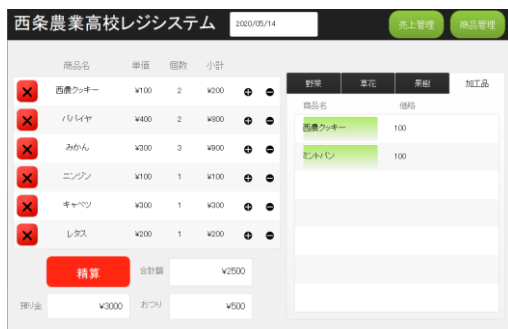 西条農業高校レジシステム 2020/05/14 売上管理 商品管理
商品名 単価 個数 小計
西農クッキー ¥100 2 ¥200
パパイヤ ¥400 2 ¥800
みかん ¥300 3 ¥900
ニンジン ¥100 1 ¥100
キャベツ ¥300 1 ¥300
レタス ¥200 1 ¥200
精算 合計額 ¥2500
預り金 ¥3000 おつり ¥500
野菜 草花 果樹 加工品
商品名 価格
西農クッキー 100
ミントパン 100